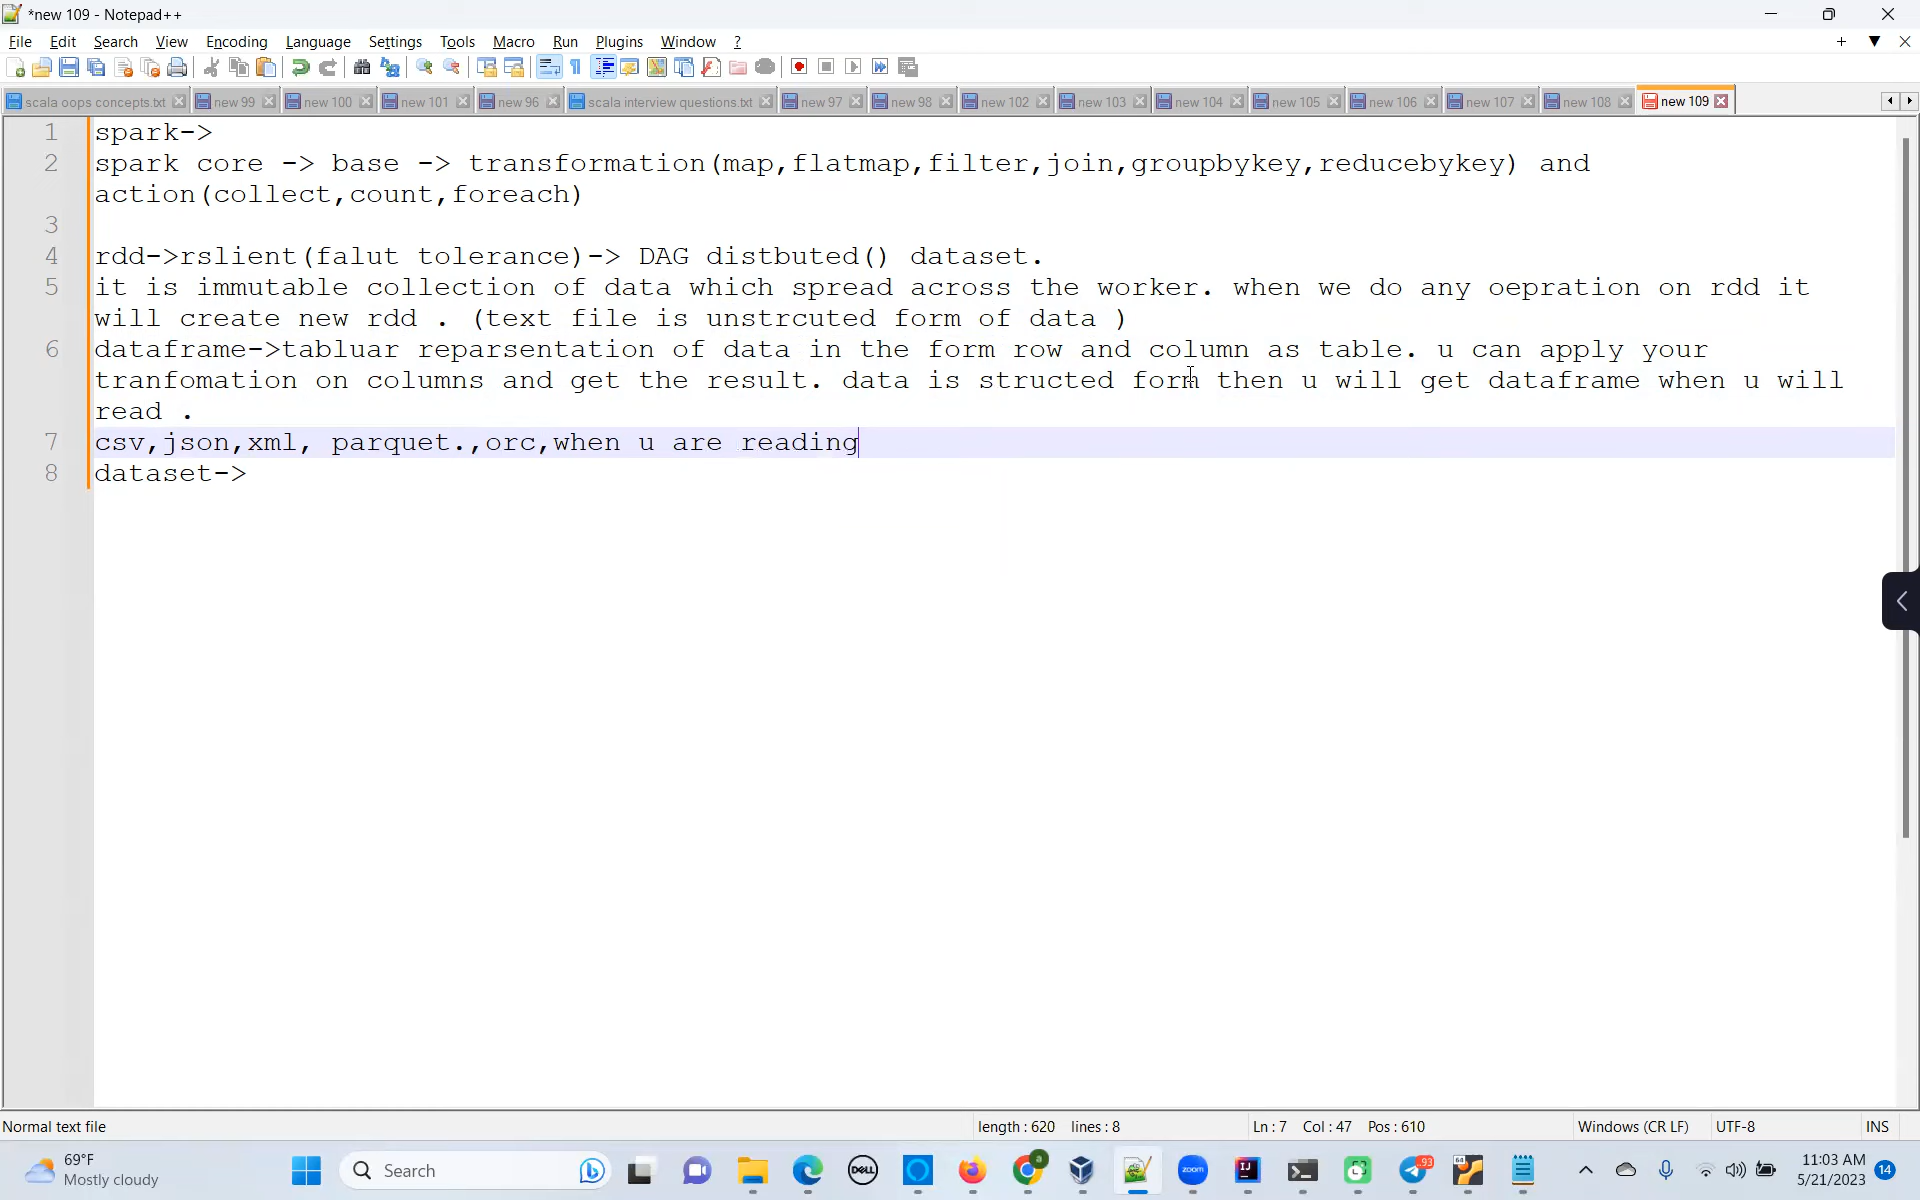 *new 109 - Notepad++
File Edit Search View Encoding Language Settings Tools Macro Run Plugins Window ?
scala oops concepts.txt new 99 new 100 new 101 new 96 scala interview questions.txt new 97 new 98 new 102 new 103 new 104 new 105 new 106 new 107 new 108 new 109
1 spark->
2 spark core -> base -> transformation(map,flatmap,filter,join,groupbykey,reducebykey) and
action(collect,count,foreach)
3
4 rdd->rslient(falut tolerance)-> DAG distbuted() dataset.
5 it is immutable collection of data which spread across the worker. when we do any oepration on rdd it
will create new rdd . (text file is unstrcuted form of data )
6 dataframe->tabluar reparsentation of data in the form row and column as table. u can apply your
tranfomation on columns and get the result. data is structed form then u will get dataframe when u will
read .
7 csv,json,xml, parquet.,orc,when u are reading
8 dataset->
Normal text file length : 620 lines : 8 Ln : 7 Col : 47 Pos : 610 Windows (CR LF) UTF-8 INS
69°F
Mostly cloudy
Search
DELL
zoom
IJ
93
64
11:03 AM
5/21/2023
14